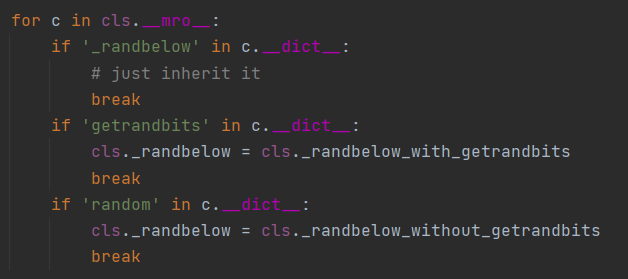 for c in cls.__mro__:
    if '_randbelow' in c.__dict__:
        # just inherit it
        break
    if 'getrandbits' in c.__dict__:
        cls._randbelow = cls._randbelow_with_getrandbits
        break
    if 'random' in c.__dict__:
        cls._randbelow = cls._randbelow_without_getrandbits
        break